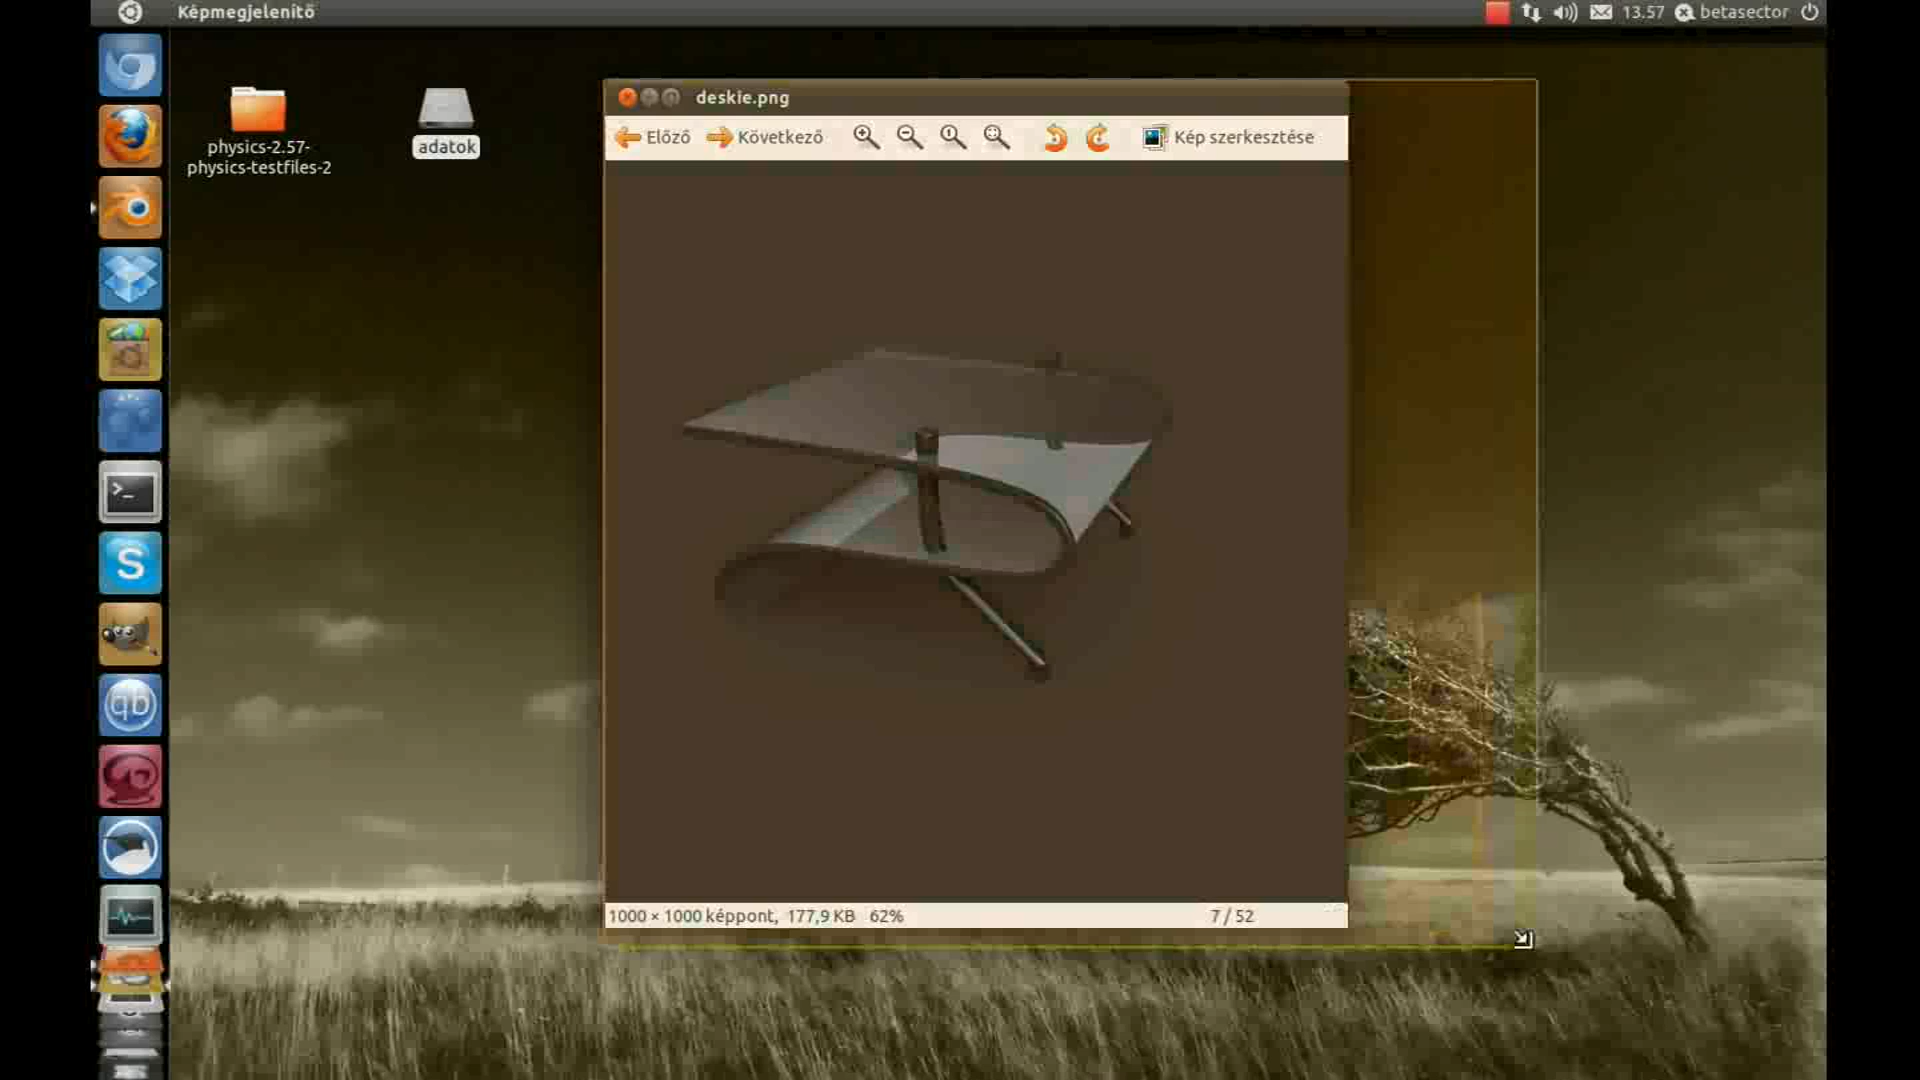 Képmegjelenítő
13.57
betasector
physics-2.57-
physics-testfiles-2
adatok
deskie.png
Előző
Következő
Kép szerkesztése
>_
S
qb
1000 × 1000 képpont, 177,9 KB 62%
7 / 52